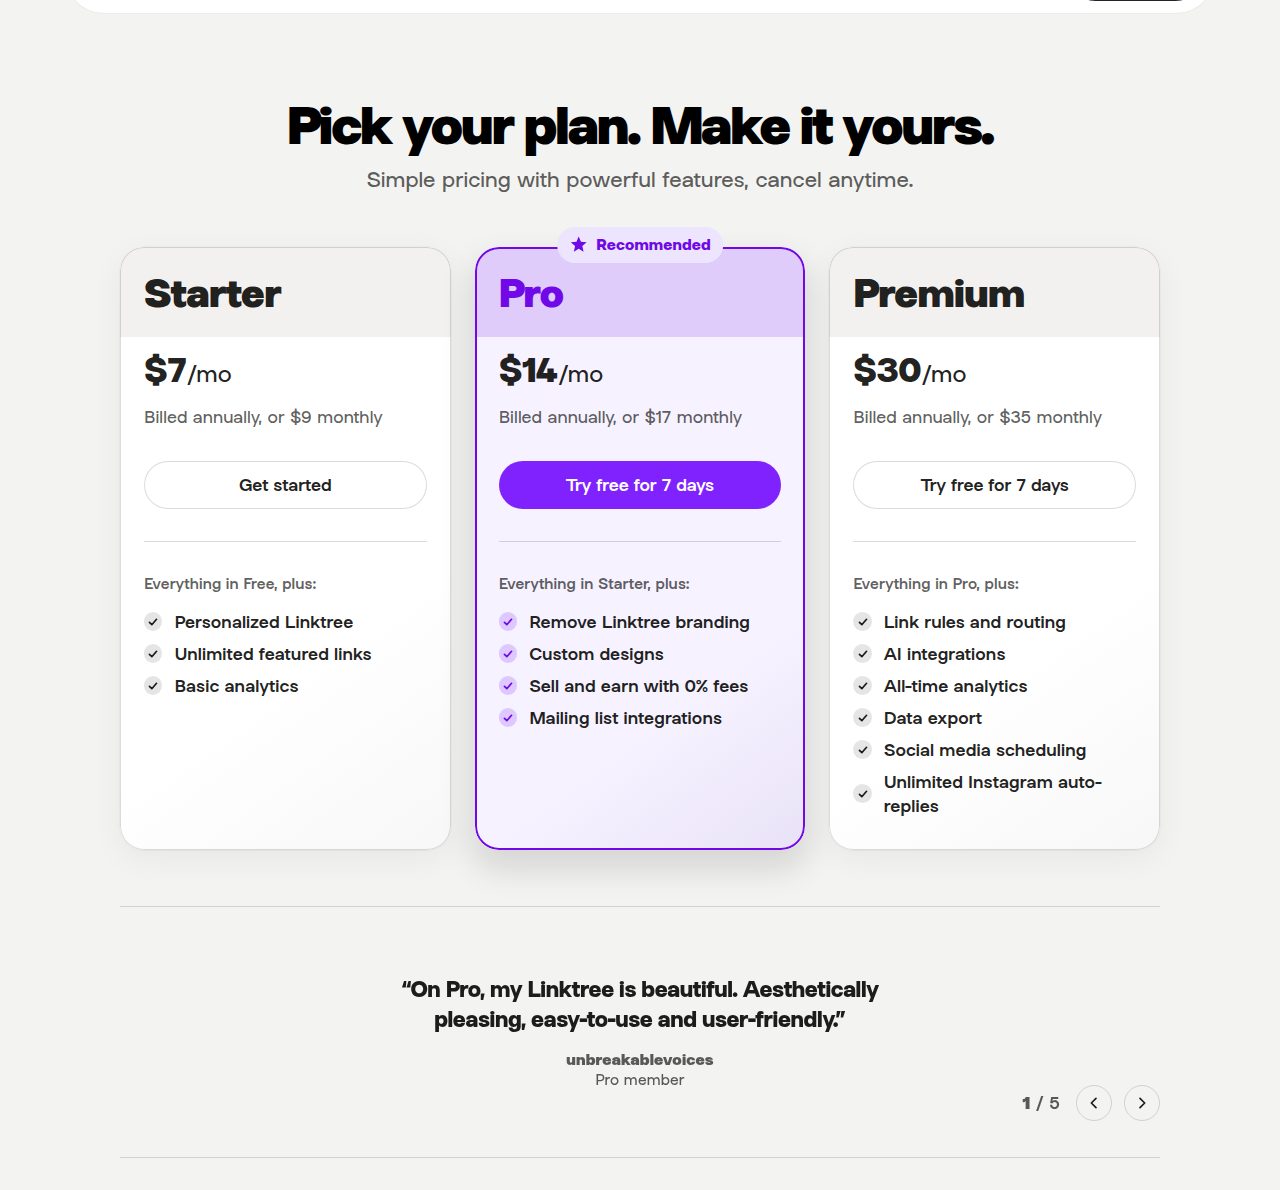 Pick your plan. Make it yours.
Simple pricing with powerful features, cancel anytime.
Starter
$7/mo
Billed annually, or $9 monthly
Get started
Everything in Free, plus:
Personalized Linktree
Unlimited featured links
Basic analytics
Recommended
Pro
$14/mo
Billed annually, or $17 monthly
Try free for 7 days
Everything in Starter, plus:
Remove Linktree branding
Custom designs
Sell and earn with 0% fees
Mailing list integrations
Premium
$30/mo
Billed annually, or $35 monthly
Try free for 7 days
Everything in Pro, plus:
Link rules and routing
AI integrations
All-time analytics
Data export
Social media scheduling
Unlimited Instagram auto-
replies
“On Pro, my Linktree is beautiful. Aesthetically
pleasing, easy-to-use and user-friendly.”
unbreakablevoices
Pro member
1 / 5